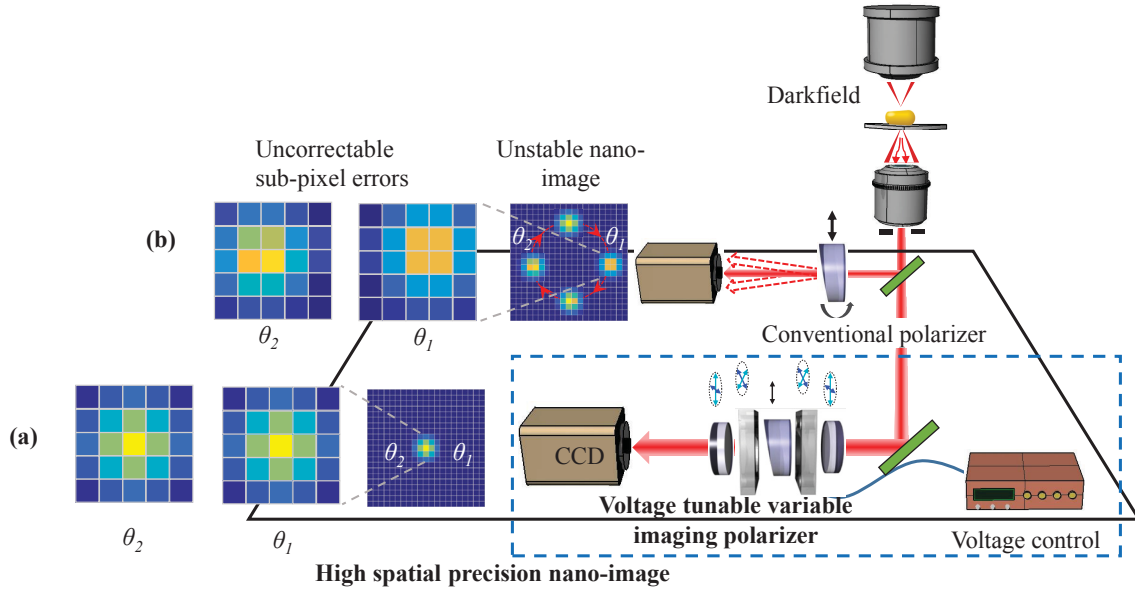 Darkfield
Uncorrectable
sub-pixel errors
Unstable nano-
image
(b)
θ2
θ1
θ2
θ1
Conventional polarizer
(a)
θ2
θ1
CCD
Voltage tunable variable
imaging polarizer
Voltage control
θ2
θ1
High spatial precision nano-image